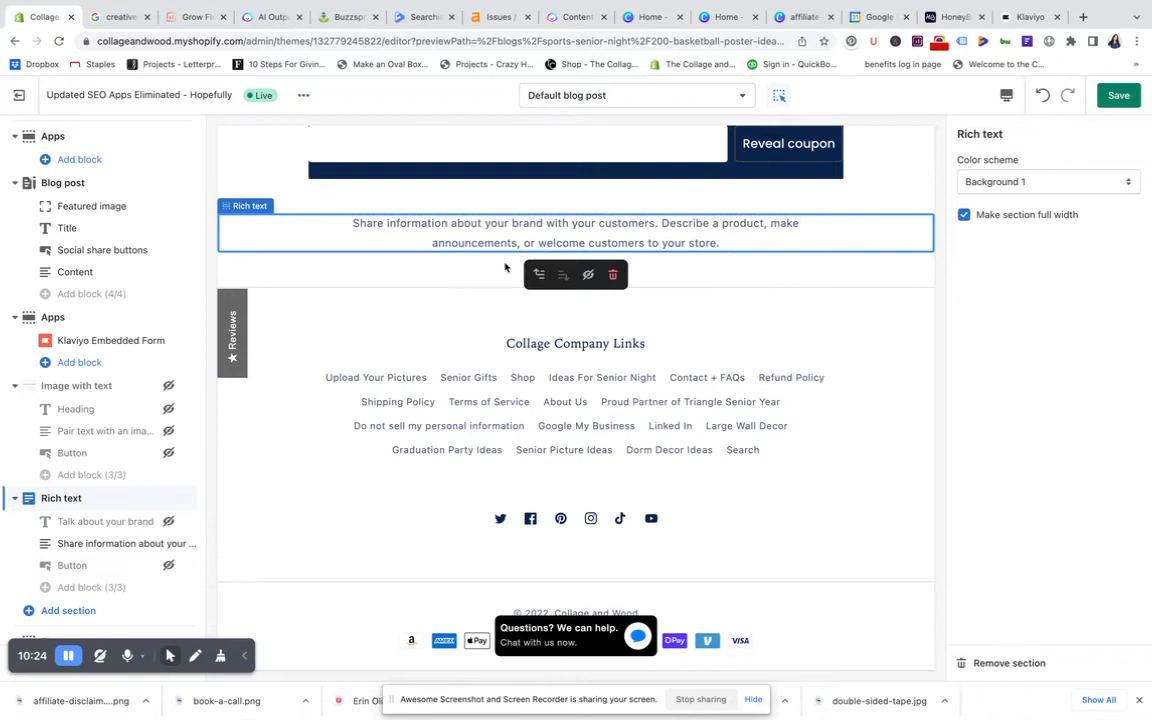 Collage
creative
Grow Fl
AI Outp
Buzzsp
Searchi
Issues /
Content
Home -
Home -
affiliate
Google
HoneyB
Klaviyo
collageandwood.myshopify.com/admin/themes/132779245822/editor?previewPath=%2Fblogs%2Fsports-senior-night%2F200-basketball-poster-idea...
Dropbox
Staples
Projects - Letterpr...
10 Steps For Givin...
Make an Oval Box...
Projects - Crazy H...
Shop - The Collag...
The Collage and...
Sign in - QuickBo...
benefits log in page
Welcome to the C...
Updated SEO Apps Eliminated - Hopefully
Live
Default blog post
Save
Apps
Add block
Blog post
Featured image
Title
Social share buttons
Content
Add block (4/4)
Apps
Klaviyo Embedded Form
Add block
Image with text
Heading
Pair text with an ima...
Button
Add block (3/3)
Rich text
Talk about your brand
Share information about your ...
Button
Add block (3/3)
Add section
Reveal coupon
Rich text
Share information about your brand with your customers. Describe a product, make
announcements, or welcome customers to your store.
★ Reviews
Collage Company Links
Upload Your Pictures Senior Gifts Shop Ideas For Senior Night Contact + FAQs Refund Policy
Shipping Policy Terms of Service About Us Proud Partner of Triangle Senior Year
Do not sell my personal information Google My Business Linked In Large Wall Decor
Graduation Party Ideas Senior Picture Ideas Dorm Decor Ideas Search
© 2022, Collage and Wood
Questions? We can help.
Chat with us now.
a
AMEX
Pay
Pay
V
VISA
Rich text
Color scheme
Background 1
Make section full width
Remove section
10:24
affiliate-disclaim....png
book-a-call.png
Erin Oli
Awesome Screenshot and Screen Recorder is sharing your screen.
Stop sharing
Hide
double-sided-tape.jpg
Show All